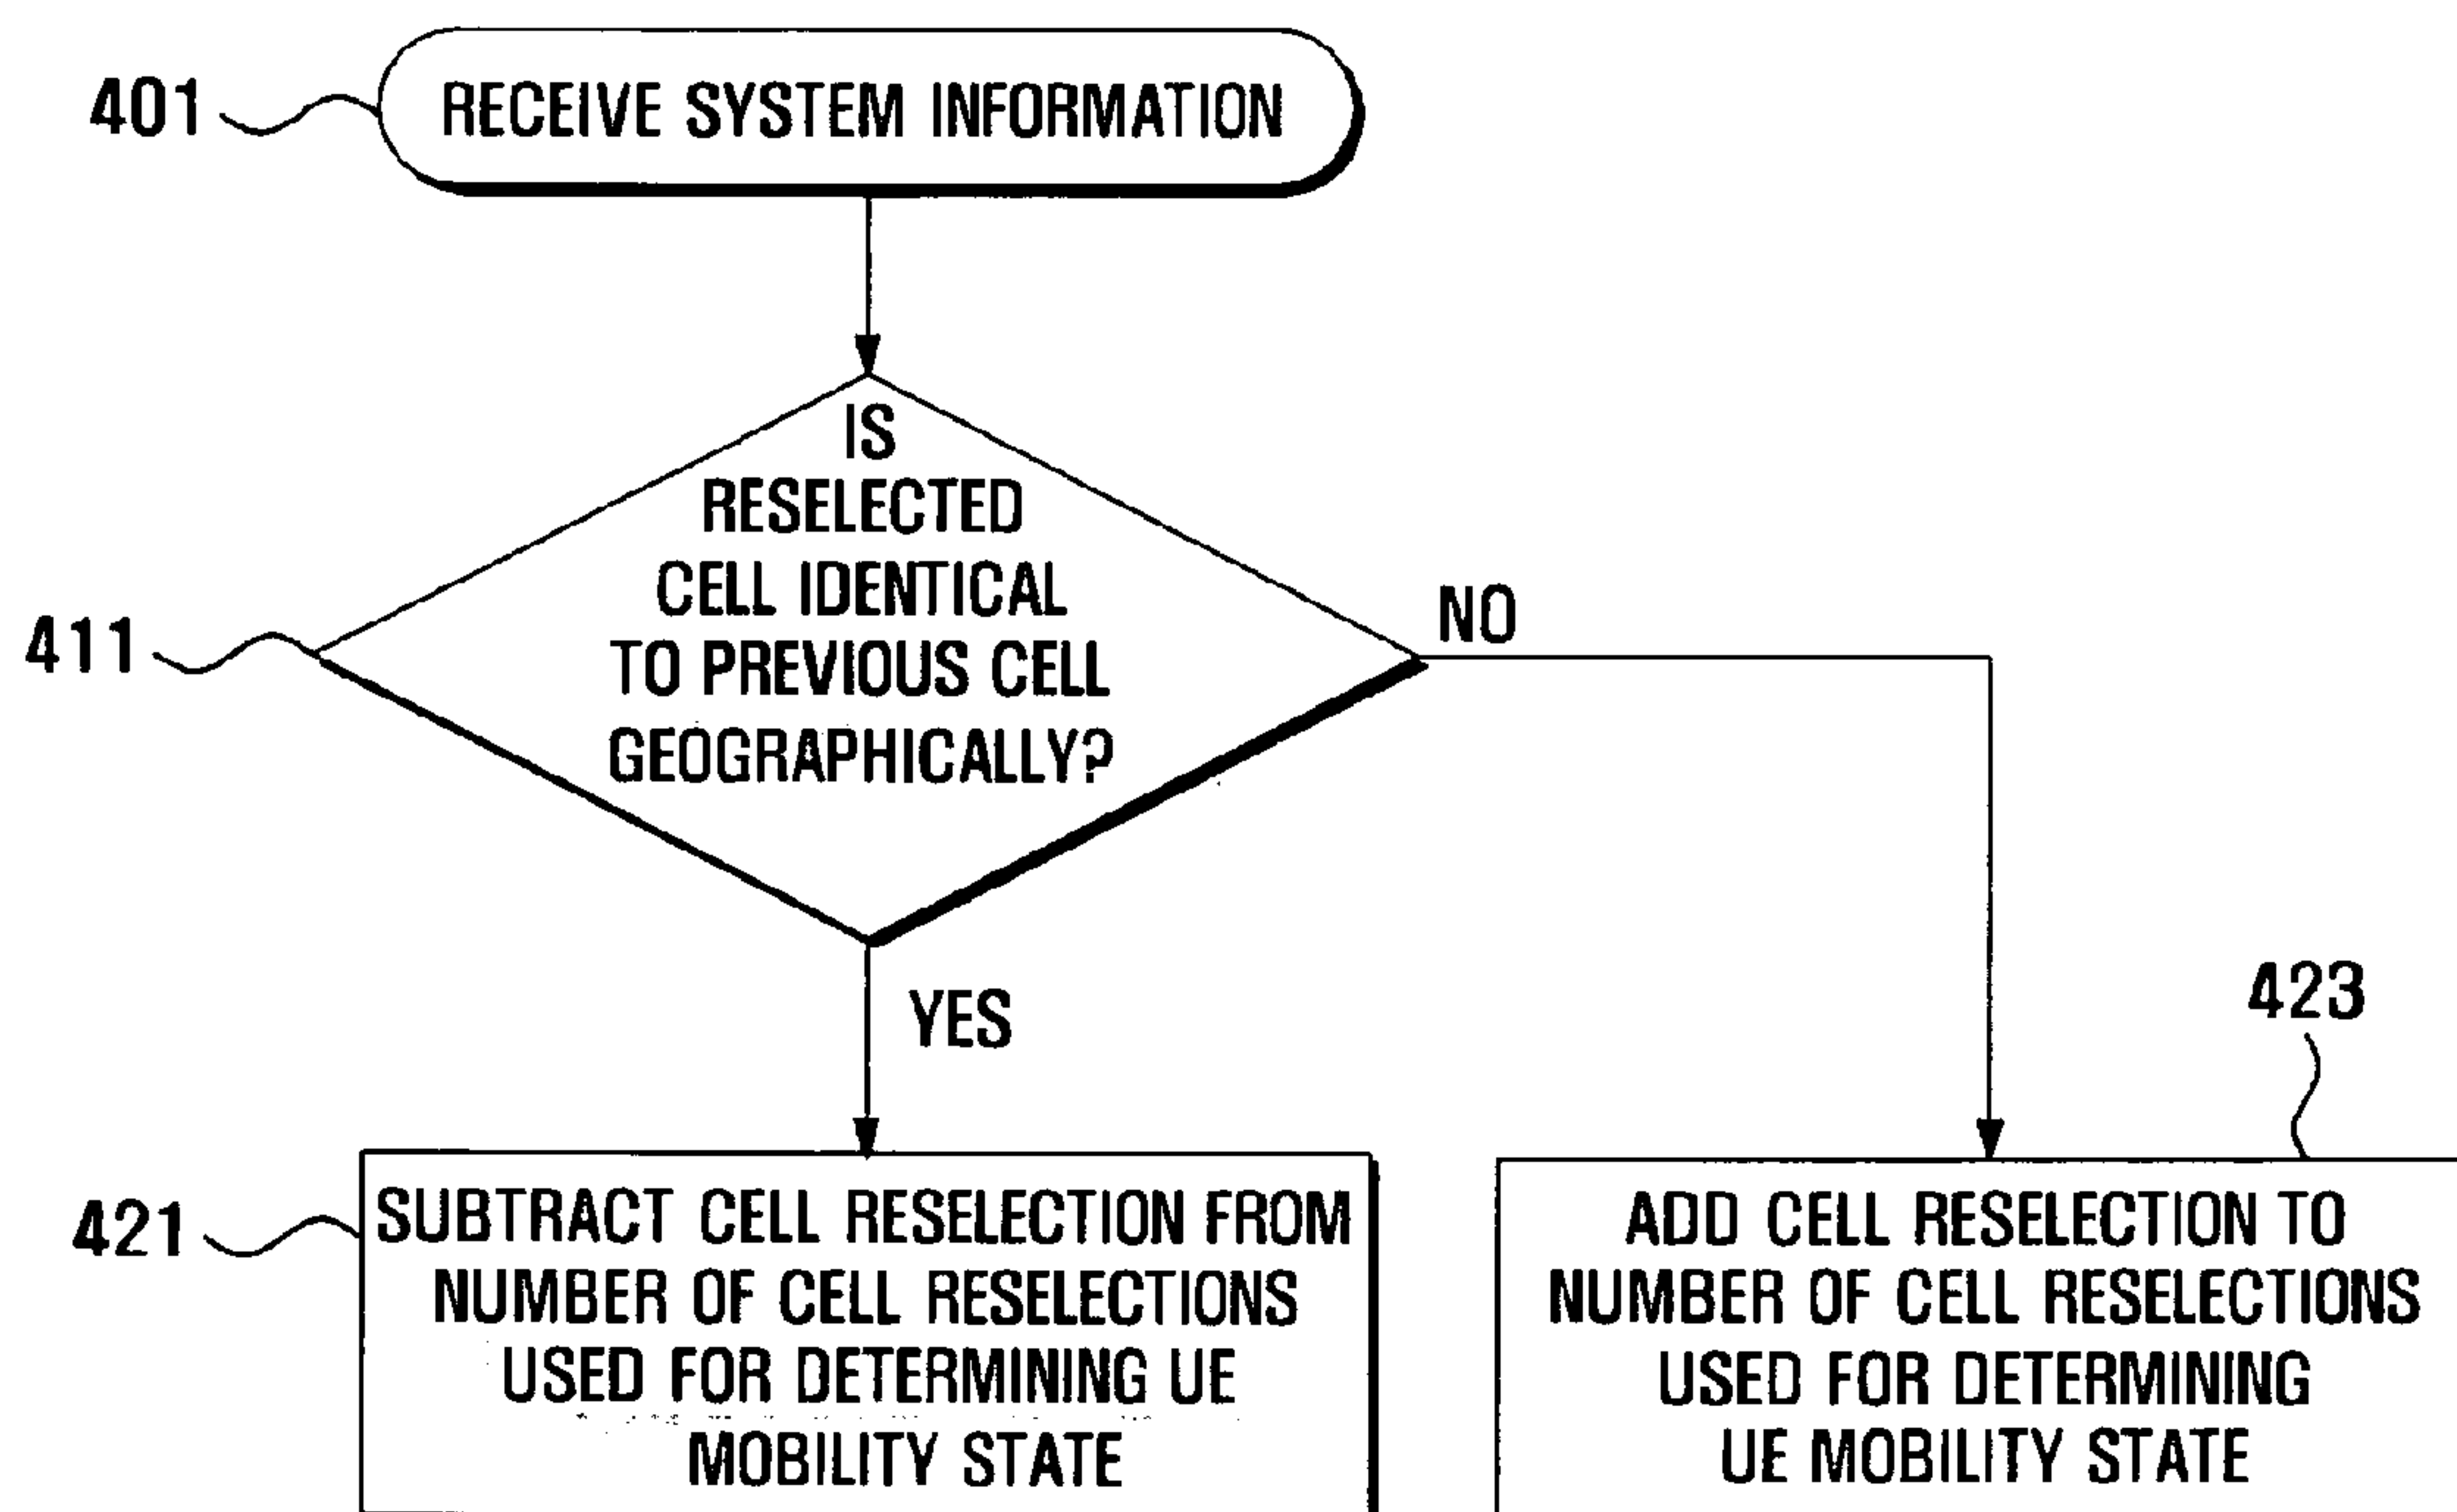 401
RECEIVE SYSTEM INFORMATION
IS
RESELECTED
CELL IDENTICAL
TO PREVIOUS CELL
GEOGRAPHICALLY?
411
NO
YES
423
421
SUBTRACT CELL RESELECTION FROM
NUMBER OF CELL RESELECTIONS
USED FOR DETERMINING UE
MOBILITY STATE
ADD CELL RESELECTION TO
NUMBER OF CELL RESELECTIONS
USED FOR DETERMINING
UE MOBILITY STATE